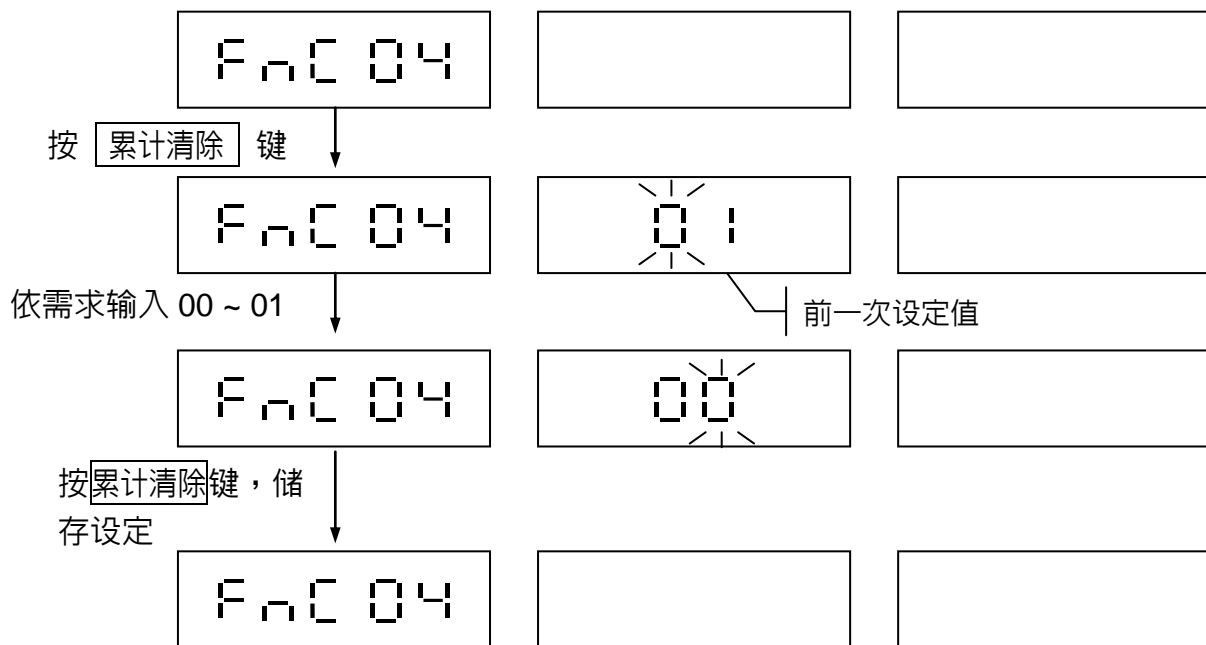 FnC 04
按 累计清除 键
FnC 04 01
依需求输入 00 ~ 01
前一次设定值
FnC 04 00
按累计清除键，储
存设定
FnC 04